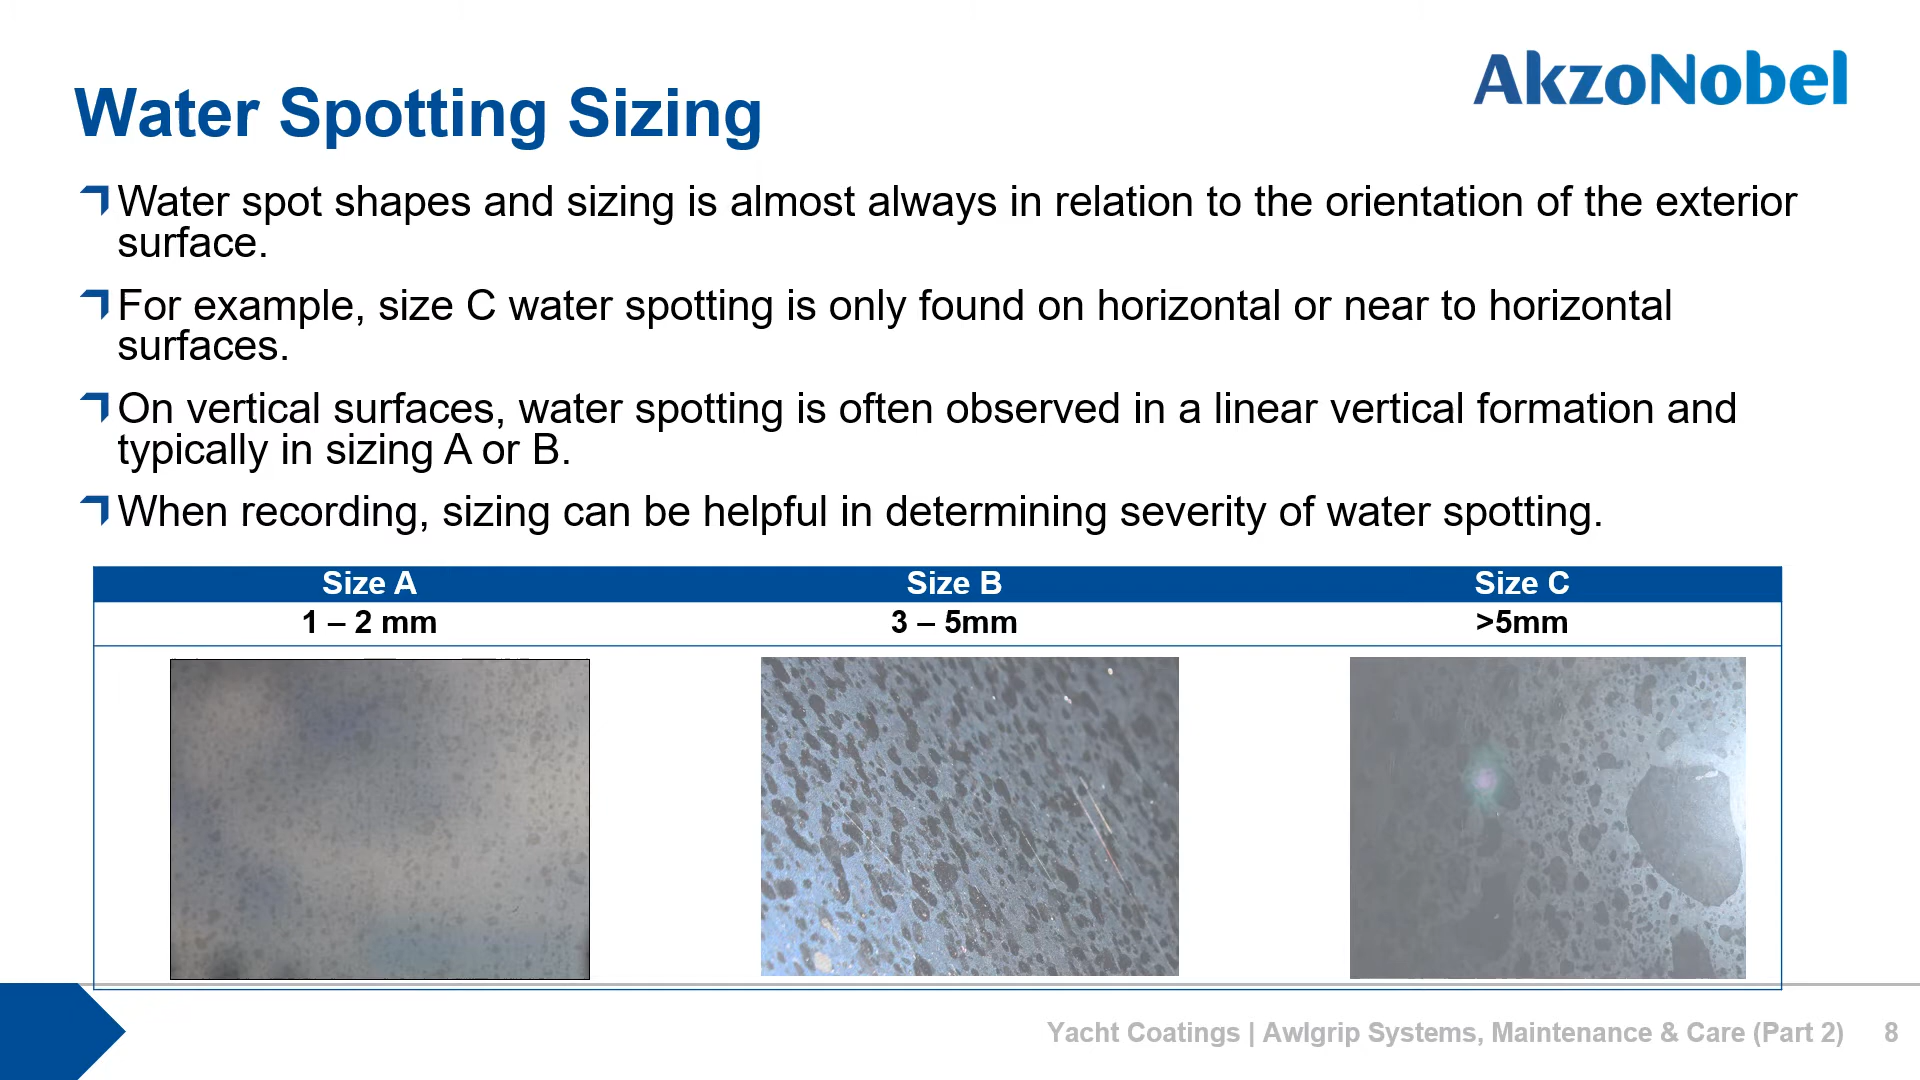 AkzoNobel
Water Spotting Sizing
Water spot shapes and sizing is almost always in relation to the orientation of the exterior
surface.
For example, size C water spotting is only found on horizontal or near to horizontal
surfaces.
On vertical surfaces, water spotting is often observed in a linear vertical formation and
typically in sizing A or B.
When recording, sizing can be helpful in determining severity of water spotting.
Size A Size B Size C
1 – 2 mm 3 – 5mm >5mm
Yacht Coatings | Awlgrip Systems, Maintenance & Care (Part 2) 8